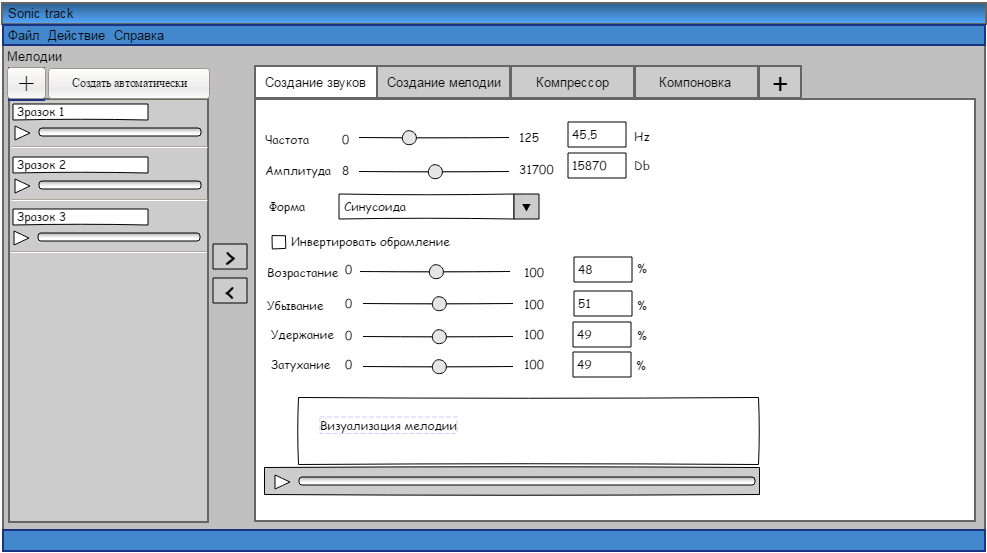 Sonic track
Файл Действие Справка
Мелодии
+ Создать автоматически
Зразок 1
Зразок 2
Зразок 3
> 
<
Создание звуков Создание мелодии Компрессор Компоновка +
Частота 0 125 45,5 Hz
Амплитуда 8 31700 15870 Db
Форма Синусоида
Инвертировать обрамление
Возрастание 0 100 48 %
Убывание 0 100 51 %
Удержание 0 100 49 %
Затухание 0 100 49 %
Визуализация мелодии